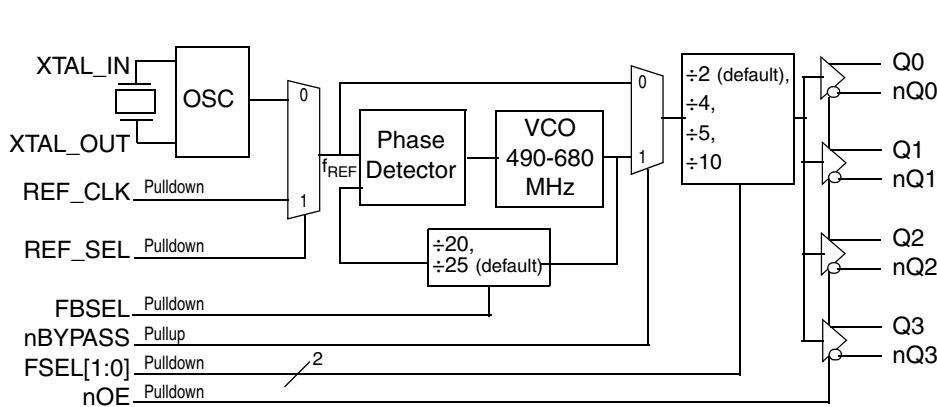 XTAL_IN
OSC
XTAL_OUT
REF_CLK Pulldown
REF_SEL Pulldown
FBSEL Pulldown
nBYPASS Pullup
FSEL[1:0] Pulldown
2
nOE Pulldown
0
1
fREF
Phase
Detector
VCO
490-680
MHz
÷20,
÷25 (default)
0
1
÷2 (default),
÷4,
÷5,
÷10
Q0
nQ0
Q1
nQ1
Q2
nQ2
Q3
nQ3